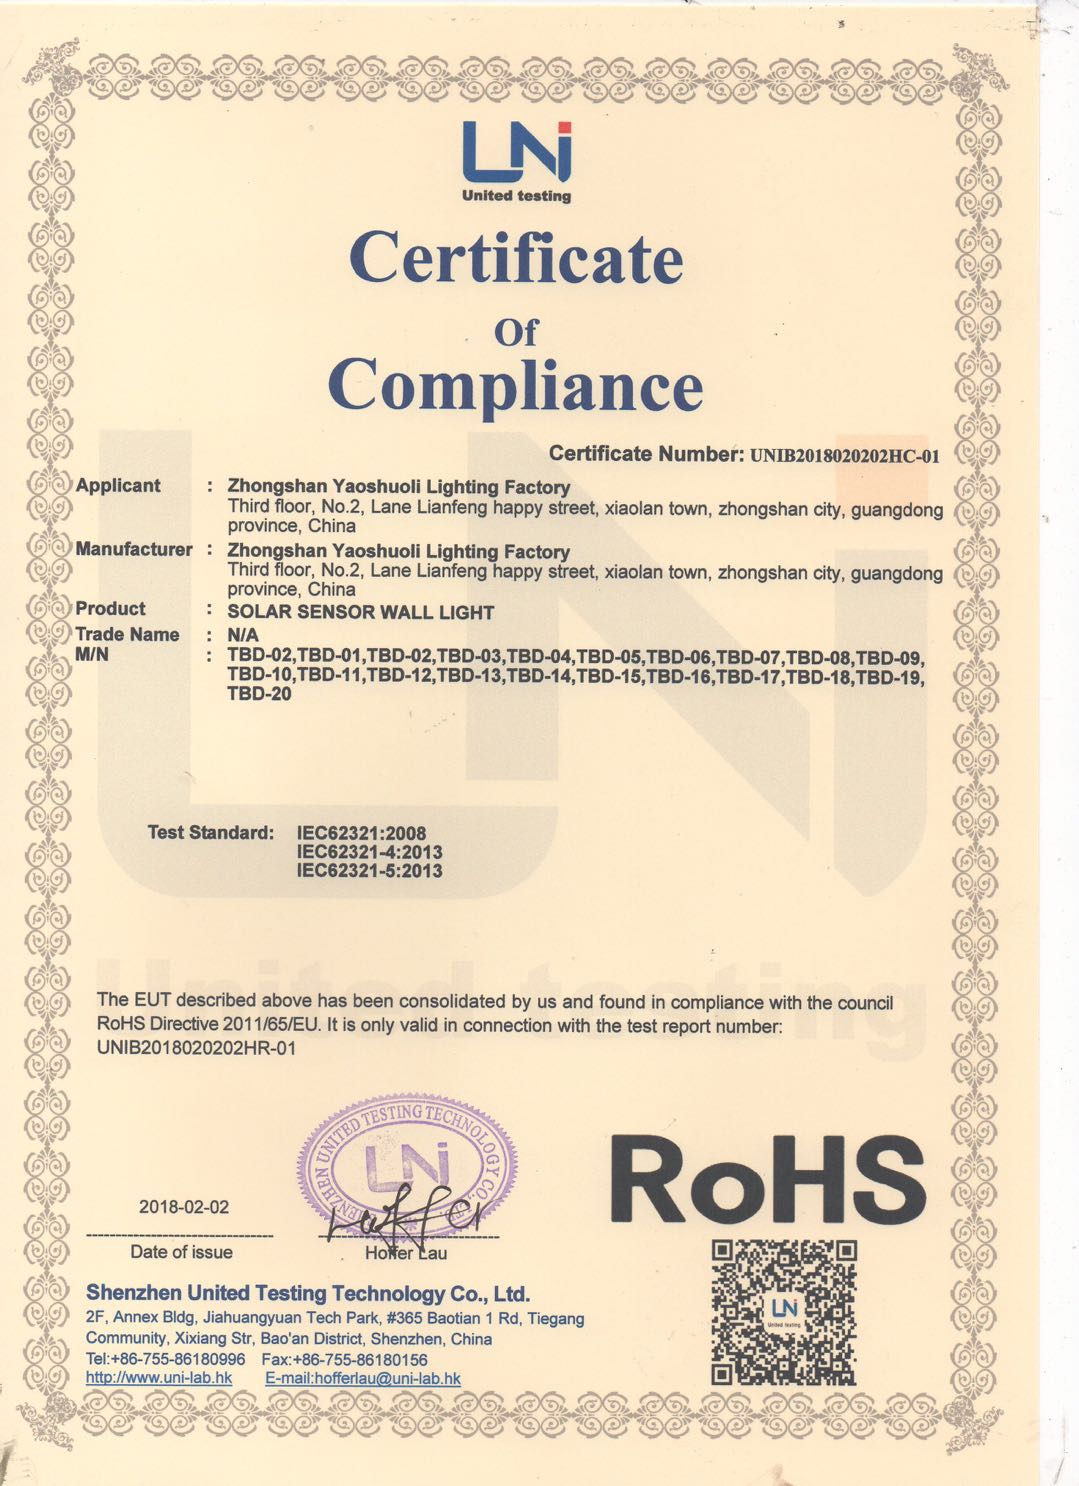 UNi
United testing
Certificate
Of
Compliance
Certificate Number: UNIB2018020202HC-01
Applicant : Zhongshan Yaoshuoli Lighting Factory
Third floor, No.2, Lane Lianfeng happy street, xiaolan town, zhongshan city, guangdong
province, China
Manufacturer : Zhongshan Yaoshuoli Lighting Factory
Third floor, No.2, Lane Lianfeng happy street, xiaolan town, zhongshan city, guangdong
province, China
Product : SOLAR SENSOR WALL LIGHT
Trade Name : N/A
M/N : TBD-02,TBD-01,TBD-02,TBD-03,TBD-04,TBD-05,TBD-06,TBD-07,TBD-08,TBD-09,
TBD-10,TBD-11,TBD-12,TBD-13,TBD-14,TBD-15,TBD-16,TBD-17,TBD-18,TBD-19,
TBD-20
Test Standard: IEC62321:2008
IEC62321-4:2013
IEC62321-5:2013
United testing
The EUT described above has been consolidated by us and found in compliance with the council
RoHS Directive 2011/65/EU. It is only valid in connection with the test report number:
UNIB2018020202HR-01
SHENZHEN UNITED TESTING TECHNOLOGY CO., LTD.
UNi
RoHS
2018-02-02
Date of issue
Hoffer Lau
UNi
United testing
Shenzhen United Testing Technology Co., Ltd.
2F, Annex Bldg, Jiahuangyuan Tech Park, #365 Baotian 1 Rd, Tiegang
Community, Xixiang Str, Bao'an District, Shenzhen, China
Tel:+86-755-86180996 Fax:+86-755-86180156
http://www.uni-lab.hk E-mail:hofferlau@uni-lab.hk